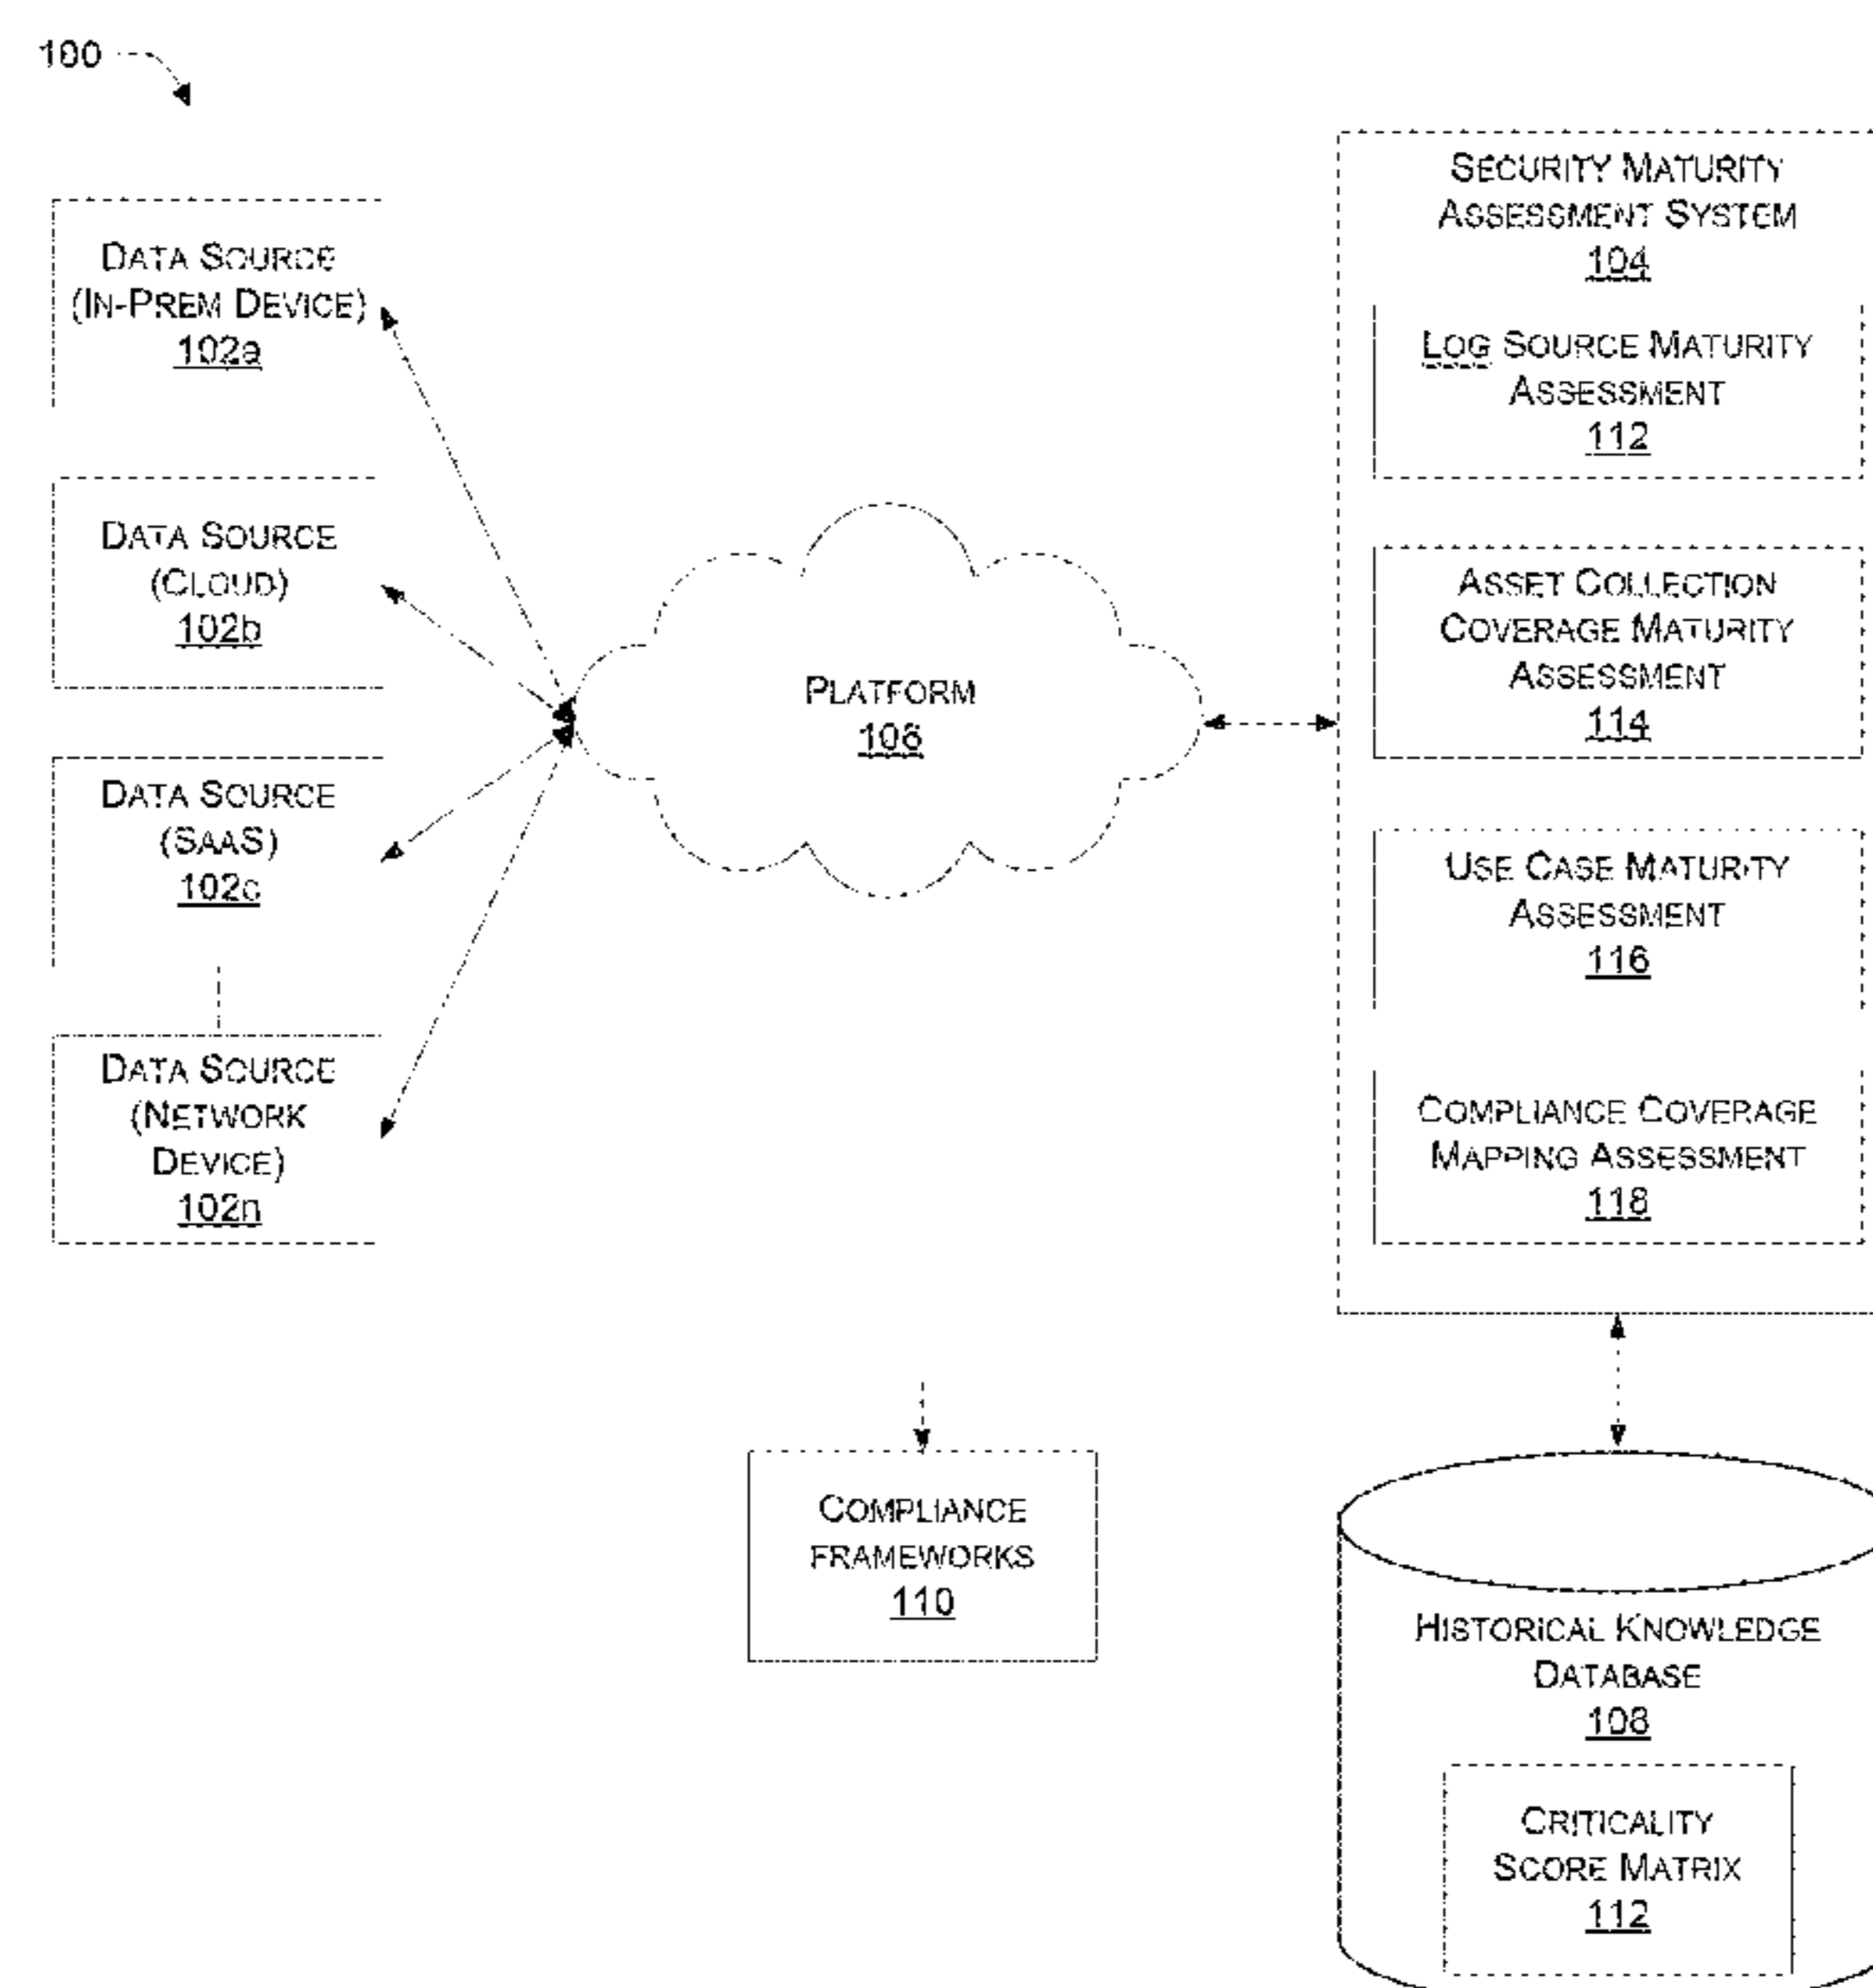 100
DATA SOURCE
(IN-PREM DEVICE)
102a
DATA SOURCE
(CLOUD)
102b
DATA SOURCE
(SAAS)
102c
DATA SOURCE
(NETWORK
DEVICE)
102n
PLATFORM
106
COMPLIANCE
FRAMEWORKS
110
SECURITY MATURITY
ASSESSMENT SYSTEM
104
LOG SOURCE MATURITY
ASSESSMENT
112
ASSET COLLECTION
COVERAGE MATURITY
ASSESSMENT
114
USE CASE MATURITY
ASSESSMENT
116
COMPLIANCE COVERAGE
MAPPING ASSESSMENT
118
HISTORICAL KNOWLEDGE
DATABASE
108
CRITICALITY
SCORE MATRIX
112